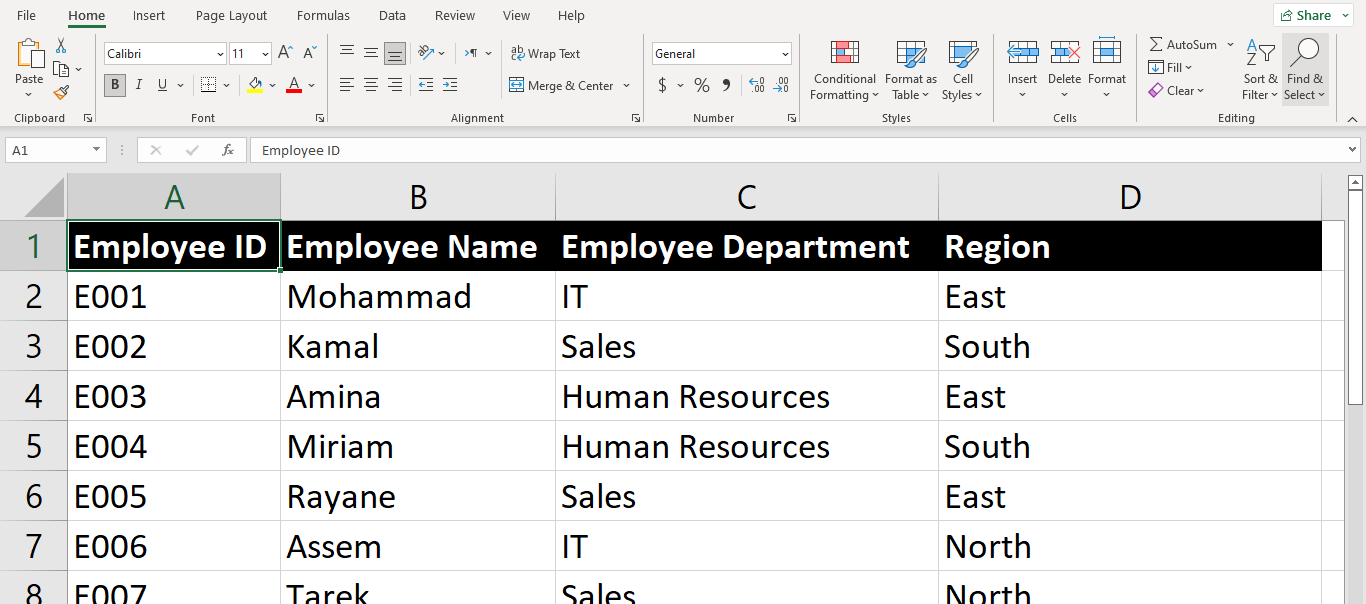 File Home Insert Page Layout Formulas Data Review View Help Share
Calibri 11 A A Wrap Text General AutoSum
Paste B I U A Merge & Center $ % Conditional Formatting Format as Table Cell Styles Insert Delete Format Fill Clear Sort & Filter Find & Select
Clipboard Font Alignment Number Styles Cells Editing
A1 fx Employee ID
A B C D
1 Employee ID Employee Name Employee Department Region
2 E001 Mohammad IT East
3 E002 Kamal Sales South
4 E003 Amina Human Resources East
5 E004 Miriam Human Resources South
6 E005 Rayane Sales East
7 E006 Assem IT North
8 E007 Tarek Sales North